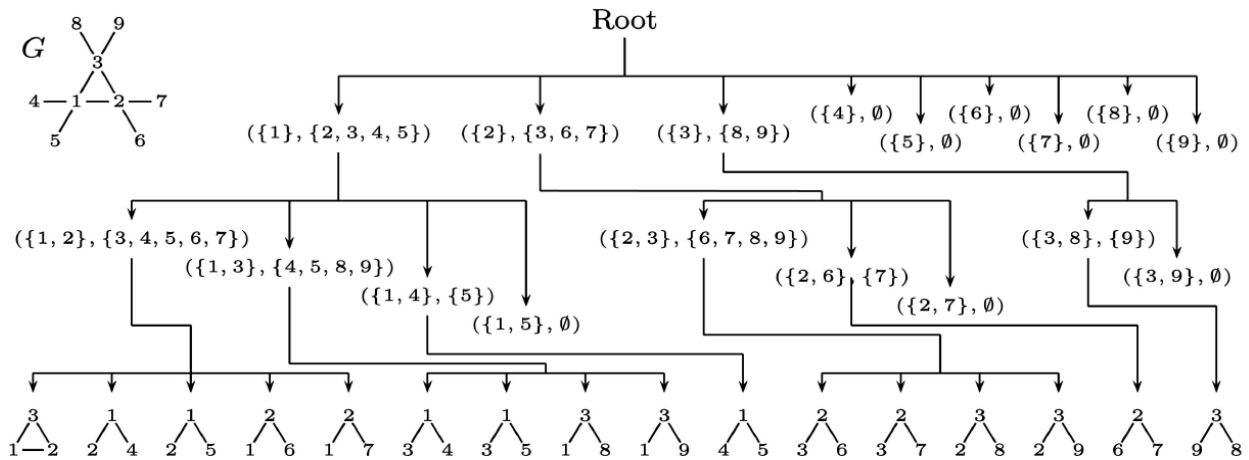 Root
8 9
G
3
4 1 2 7
5 6
({1}, {2, 3, 4, 5}) ({2}, {3, 6, 7}) ({3}, {8, 9}) ({4}, ∅) ({6}, ∅) ({8}, ∅)
({5}, ∅) ({7}, ∅) ({9}, ∅)
({1, 2}, {3, 4, 5, 6, 7}) ({2, 3}, {6, 7, 8, 9}) ({3, 8}, {9})
({1, 3}, {4, 5, 8, 9}) ({2, 6}, {7}) ({3, 9}, ∅)
({1, 4}, {5}) ({2, 7}, ∅)
({1, 5}, ∅)
3 1 1 2 2 1 1 3 3 1 2 2 3 3 2 3
1 2 2 4 2 5 1 6 1 7 3 4 3 5 1 8 1 9 4 5 3 6 3 7 2 8 2 9 6 7 9 8